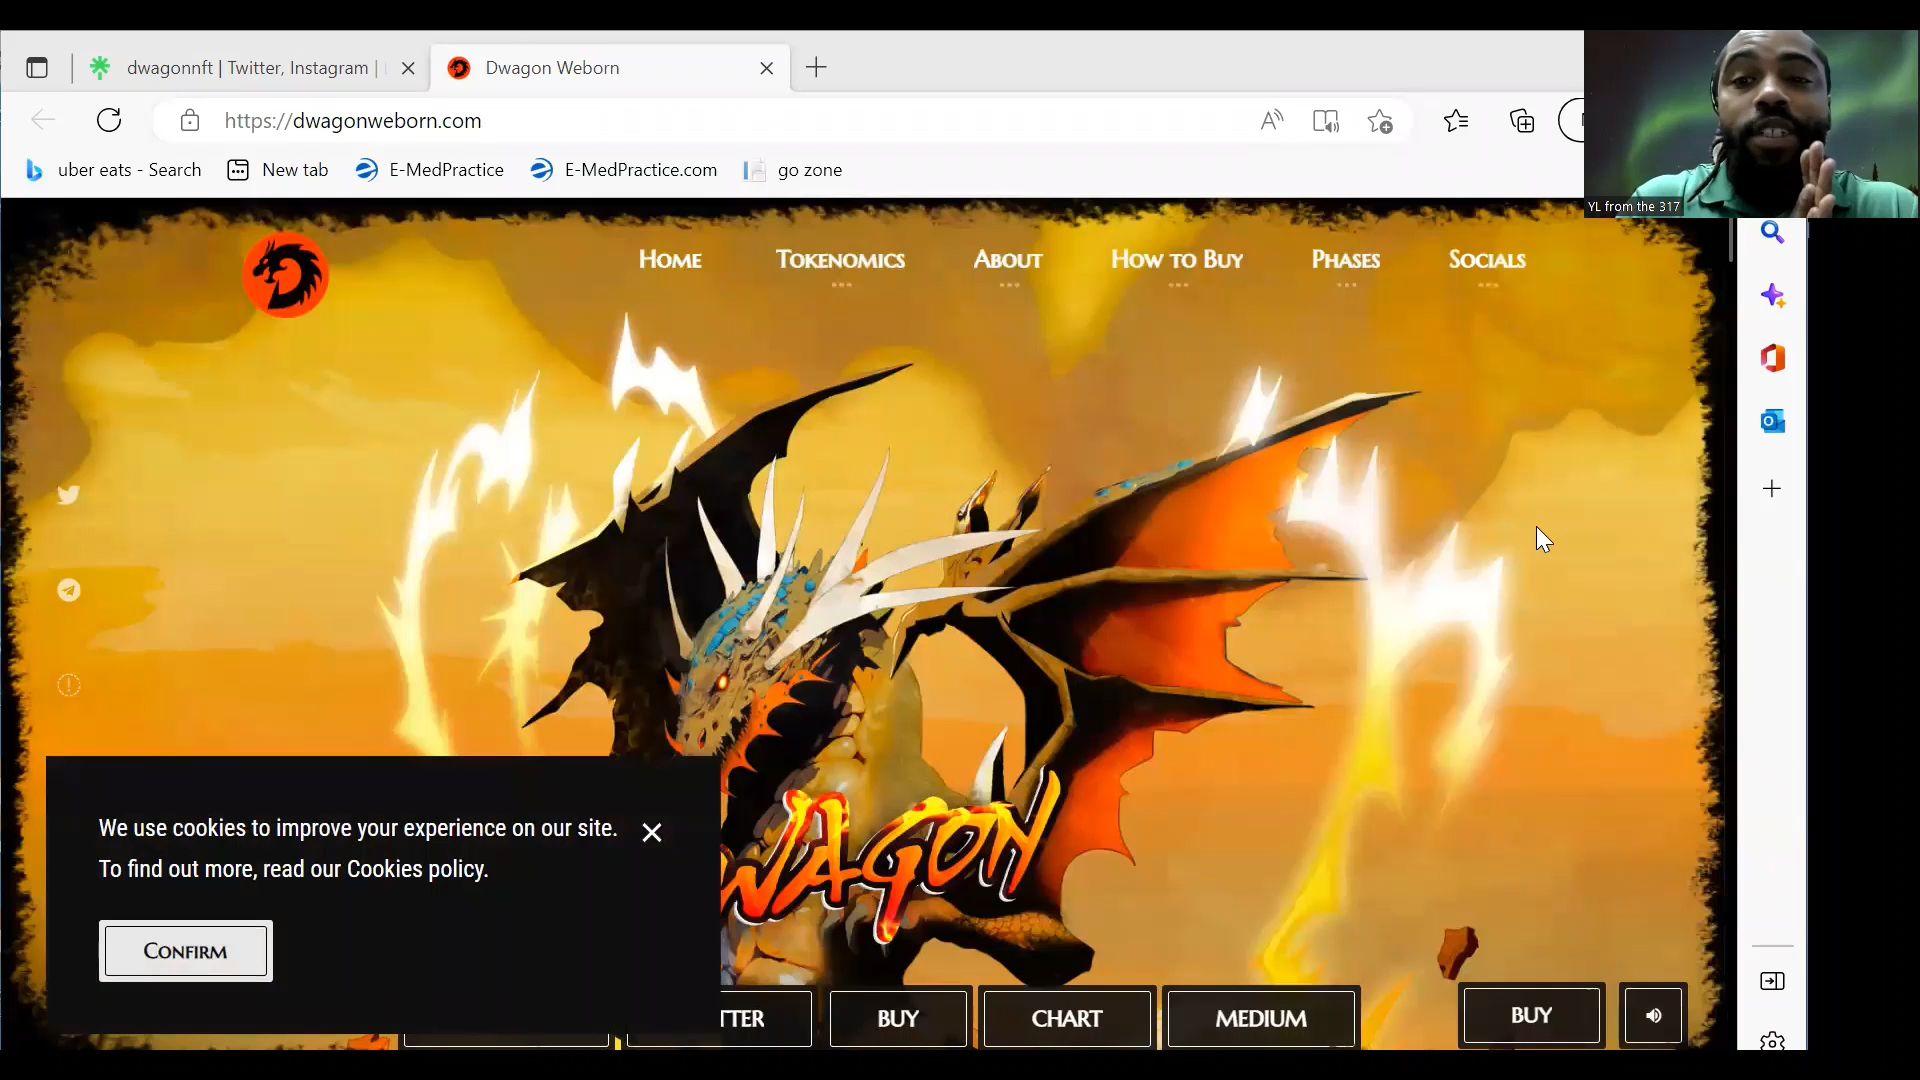 dwagonnft | Twitter, Instagram |
Dwagon Weborn
https://dwagonweborn.com
uber eats - Search
New tab
E-MedPractice
E-MedPractice.com
go zone
YL from the 317
Home
Tokenomics
About
How to Buy
Phases
Socials
WAGON
We use cookies to improve your experience on our site.
To find out more, read our Cookies policy.
Confirm
TTER
BUY
CHART
MEDIUM
BUY